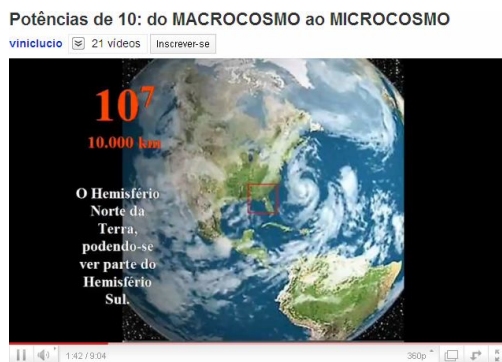 Potências de 10: do MACROCOSMO ao MICROCOSMO
viniclucio 21 vídeos Inscrever-se
10⁷
10.000 km
O Hemisfério
Norte da
Terra,
podendo-se
ver parte do
Hemisfério
Sul.
1:42 / 9:04 360p